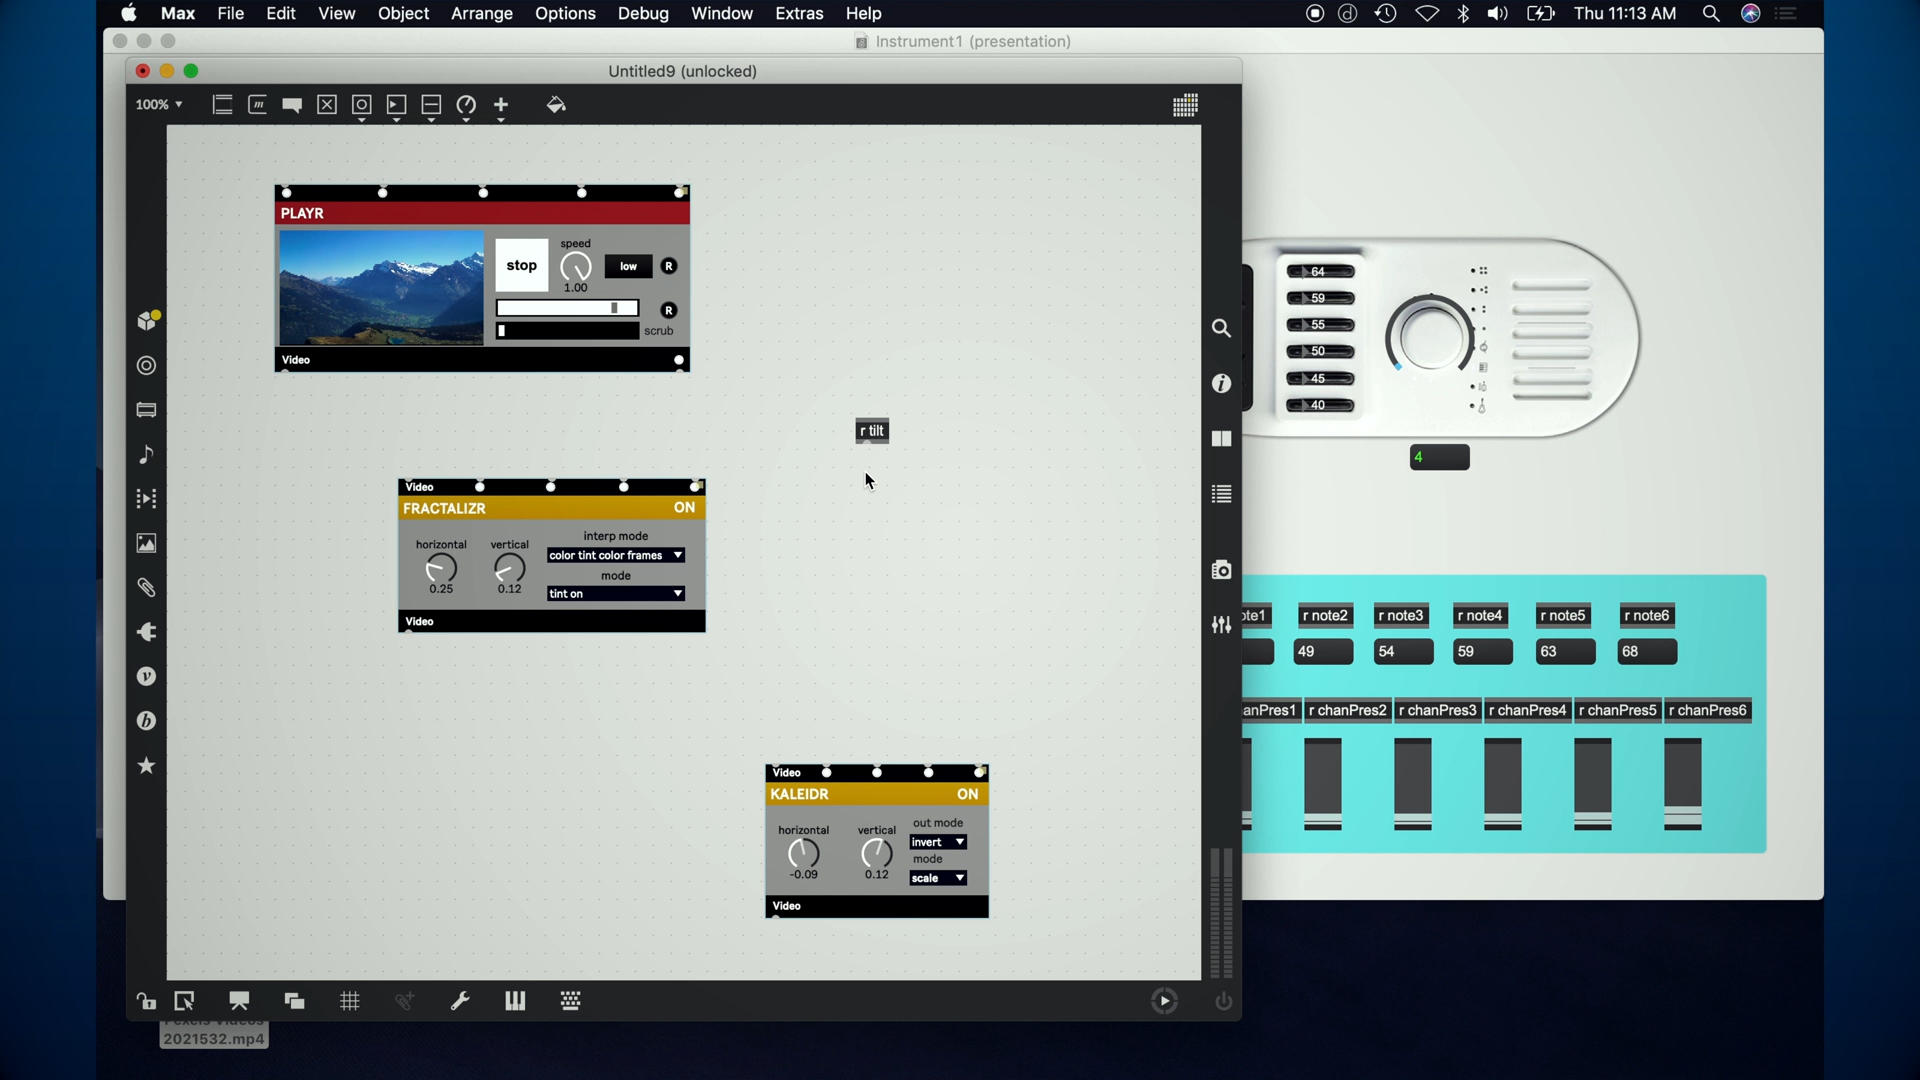 Max File Edit View Object Arrange Options Debug Window Extras Help
Thu 11:13 AM
Instrument1 (presentation)
Untitled9 (unlocked)
100%
PLAYR
stop
speed
1.00
low
R
R
scrub
Video
r tilt
Video
FRACTALIZR ON
horizontal
0.25
vertical
0.12
interp mode
color tint color frames
mode
tint on
Video
Video
KALEIDR ON
horizontal
-0.09
vertical
0.12
out mode
invert
mode
scale
Video
64
59
55
50
45
40
4
ote1 r note2 r note3 r note4 r note5 r note6
49 54 59 63 68
anPres1 r chanPres2 r chanPres3 r chanPres4 r chanPres5 r chanPres6
Pexels Videos
2021532.mp4